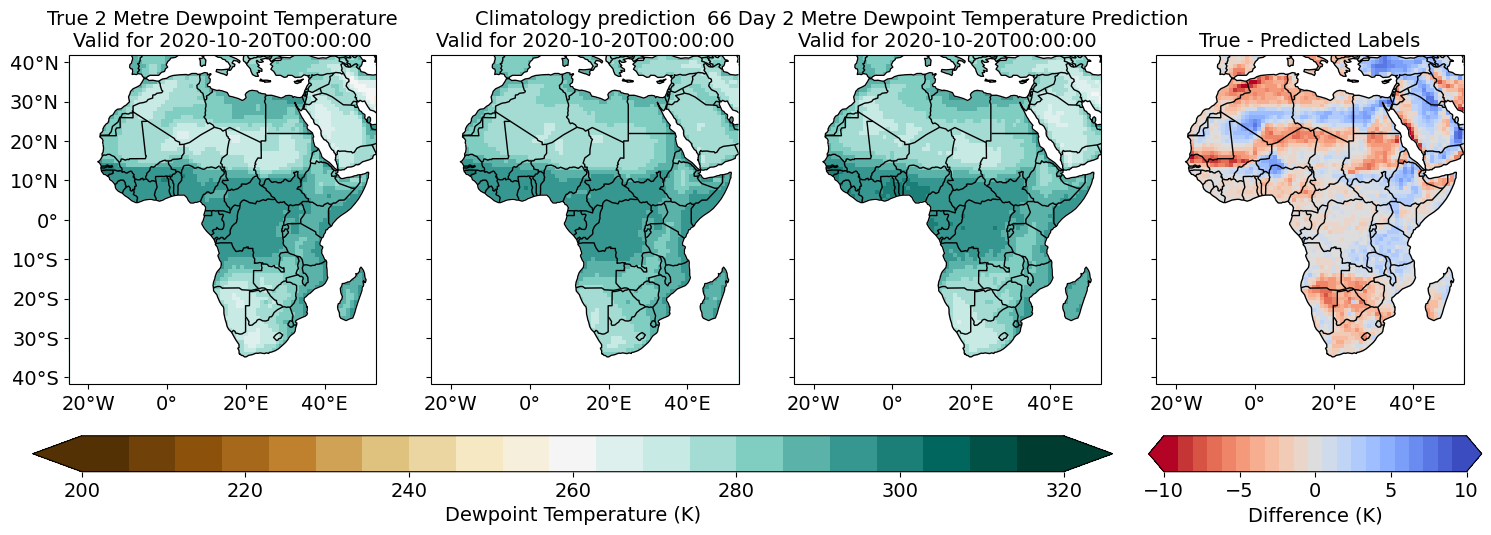 True 2 Metre Dewpoint Temperature
Valid for 2020-10-20T00:00:00
Climatology prediction
Valid for 2020-10-20T00:00:00
66 Day 2 Metre Dewpoint Temperature Prediction
Valid for 2020-10-20T00:00:00
True - Predicted Labels
40°N
30°N
20°N
10°N
0°
10°S
20°S
30°S
40°S
20°W 0° 20°E 40°E
20°W 0° 20°E 40°E
20°W 0° 20°E 40°E
20°W 0° 20°E 40°E
200 220 240 260 280 300 320
Dewpoint Temperature (K)
−10 −5 0 5 10
Difference (K)